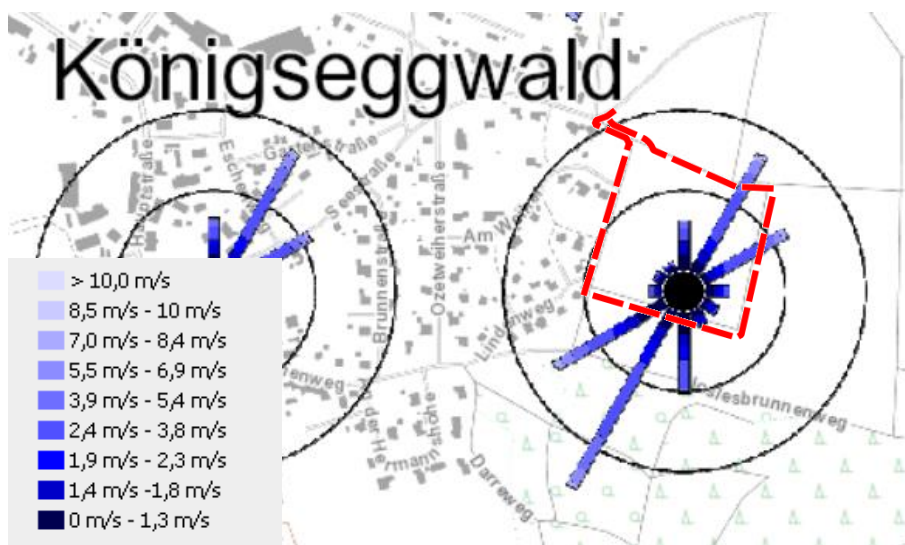 Königseggwald
Gartenstraße
Hauptstraße
Seestraße
Ozetweiherstraße
Am
Brunnenstraße
Lindenweg
Darreweg
> 10,0 m/s
8,5 m/s - 10 m/s
7,0 m/s - 8,4 m/s
5,5 m/s - 6,9 m/s
3,9 m/s - 5,4 m/s
2,4 m/s - 3,8 m/s
1,9 m/s - 2,3 m/s
1,4 m/s -1,8 m/s
0 m/s - 1,3 m/s